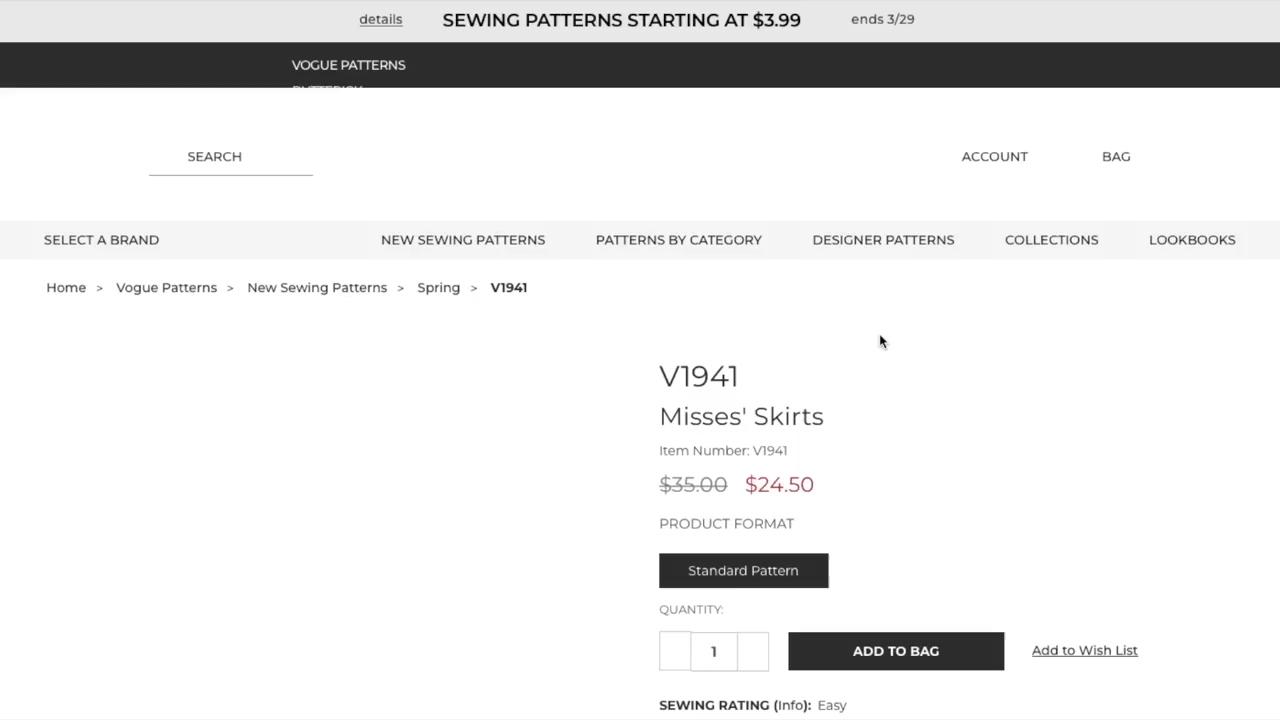 details SEWING PATTERNS STARTING AT $3.99 ends 3/29
VOGUE PATTERNS
SEARCH ACCOUNT BAG
SELECT A BRAND NEW SEWING PATTERNS PATTERNS BY CATEGORY DESIGNER PATTERNS COLLECTIONS LOOKBOOKS
Home > Vogue Patterns > New Sewing Patterns > Spring > V1941
V1941
Misses' Skirts
Item Number: V1941
$35.00 $24.50
PRODUCT FORMAT
Standard Pattern
QUANTITY:
1 ADD TO BAG Add to Wish List
SEWING RATING (Info): Easy